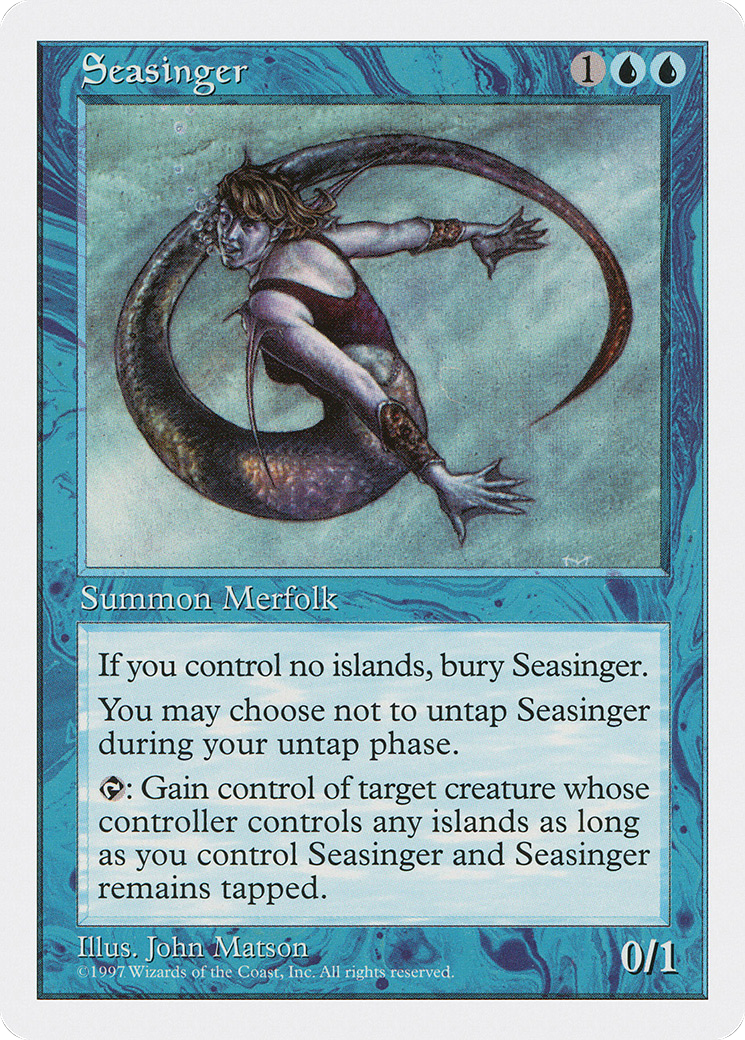 Seasinger
1
Summon Merfolk
If you control no islands, bury Seasinger.
You may choose not to untap Seasinger
during your untap phase.
: Gain control of target creature whose
controller controls any islands as long
as you control Seasinger and Seasinger
remains tapped.
Illus. John Matson
©1997 Wizards of the Coast, Inc. All rights reserved.
0/1